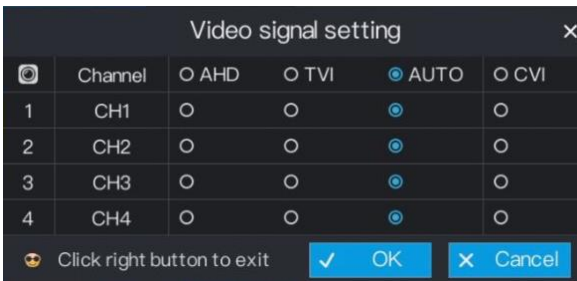 Video signal setting
Channel AHD TVI AUTO CVI
1 CH1
2 CH2
3 CH3
4 CH4
Click right button to exit OK Cancel